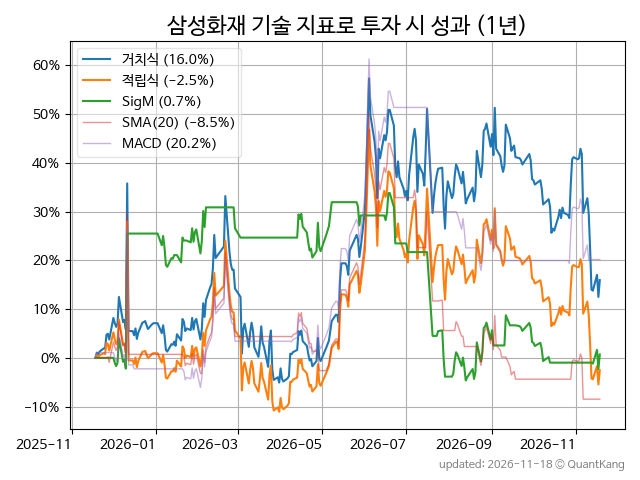 삼성화재 기술 지표로 투자 시 성과 (1년)
거치식 (16.0%)
적립식 (−2.5%)
SigM (0.7%)
SMA(20) (−8.5%)
MACD (20.2%)
60%
50%
40%
30%
20%
10%
0%
−10%
2025-11 2026-01 2026-03 2026-05 2026-07 2026-09 2026-11
updated: 2026-11-18 © QuantKang